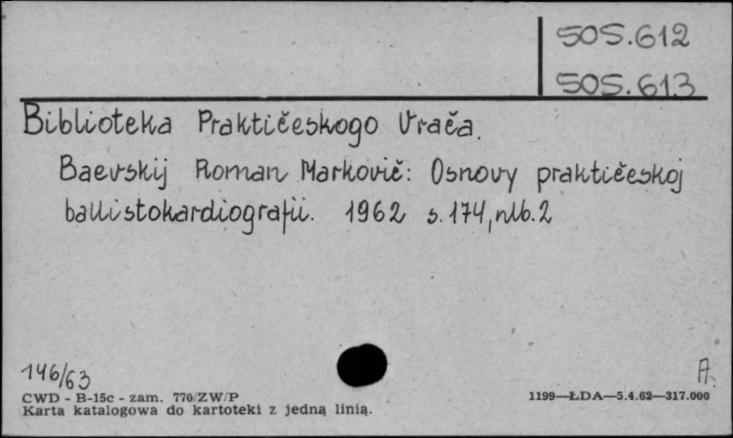 505.612
505.613
Biblioteka Praktičeskogo Vrača.
Baevskij Roman Markovič: Osnovy praktičeskoj
ballistokardiografii. 1962 s. 174, nlb. 2
146/63
A.
CWD - B-15c - zam. 770/ZW/P
1199—ŁDA—5.4.62—317.000
Karta katalogowa do kartoteki z jedną linią.